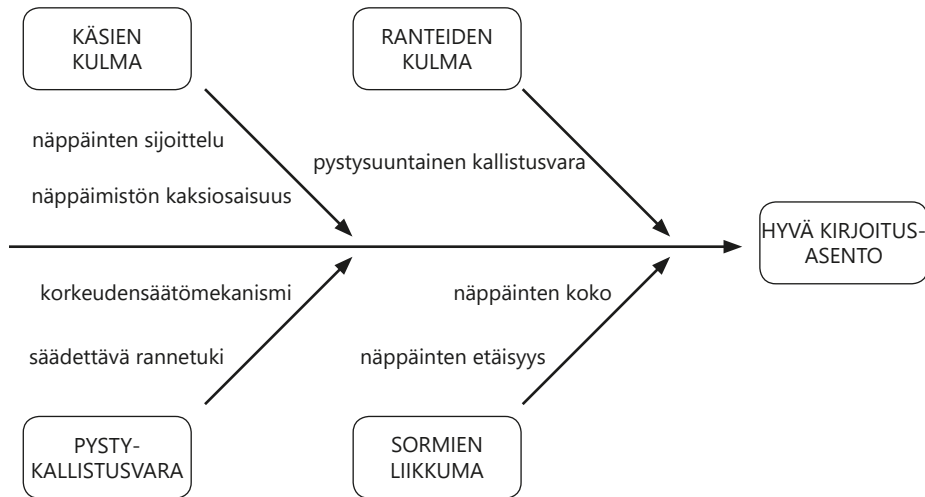 KÄSIEN
KULMA
RANTEIDEN
KULMA
näppäinten sijoittelu
pystysuuntainen kallistusvara
näppäimistön kaksiosaisuus
HYVÄ KIRJOITUS-
ASENTO
korkeudensäätömekanismi
näppäinten koko
säädettävä rannetuki
näppäinten etäisyys
PYSTY-
KALLISTUSVARA
SORMIEN
LIIKKUMA